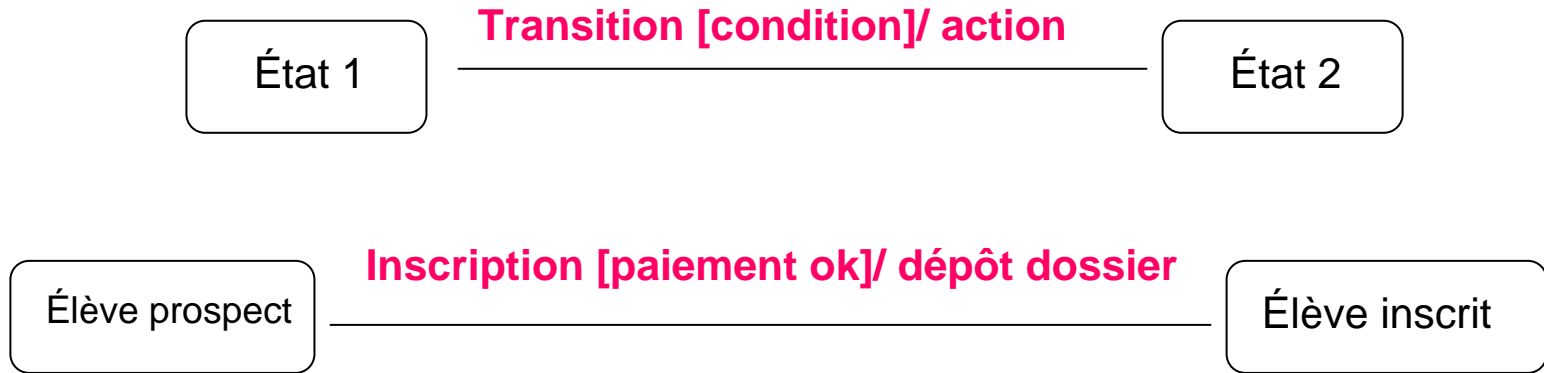 Transition [condition]/ action
État 1
État 2
Inscription [paiement ok]/ dépôt dossier
Élève prospect
Élève inscrit